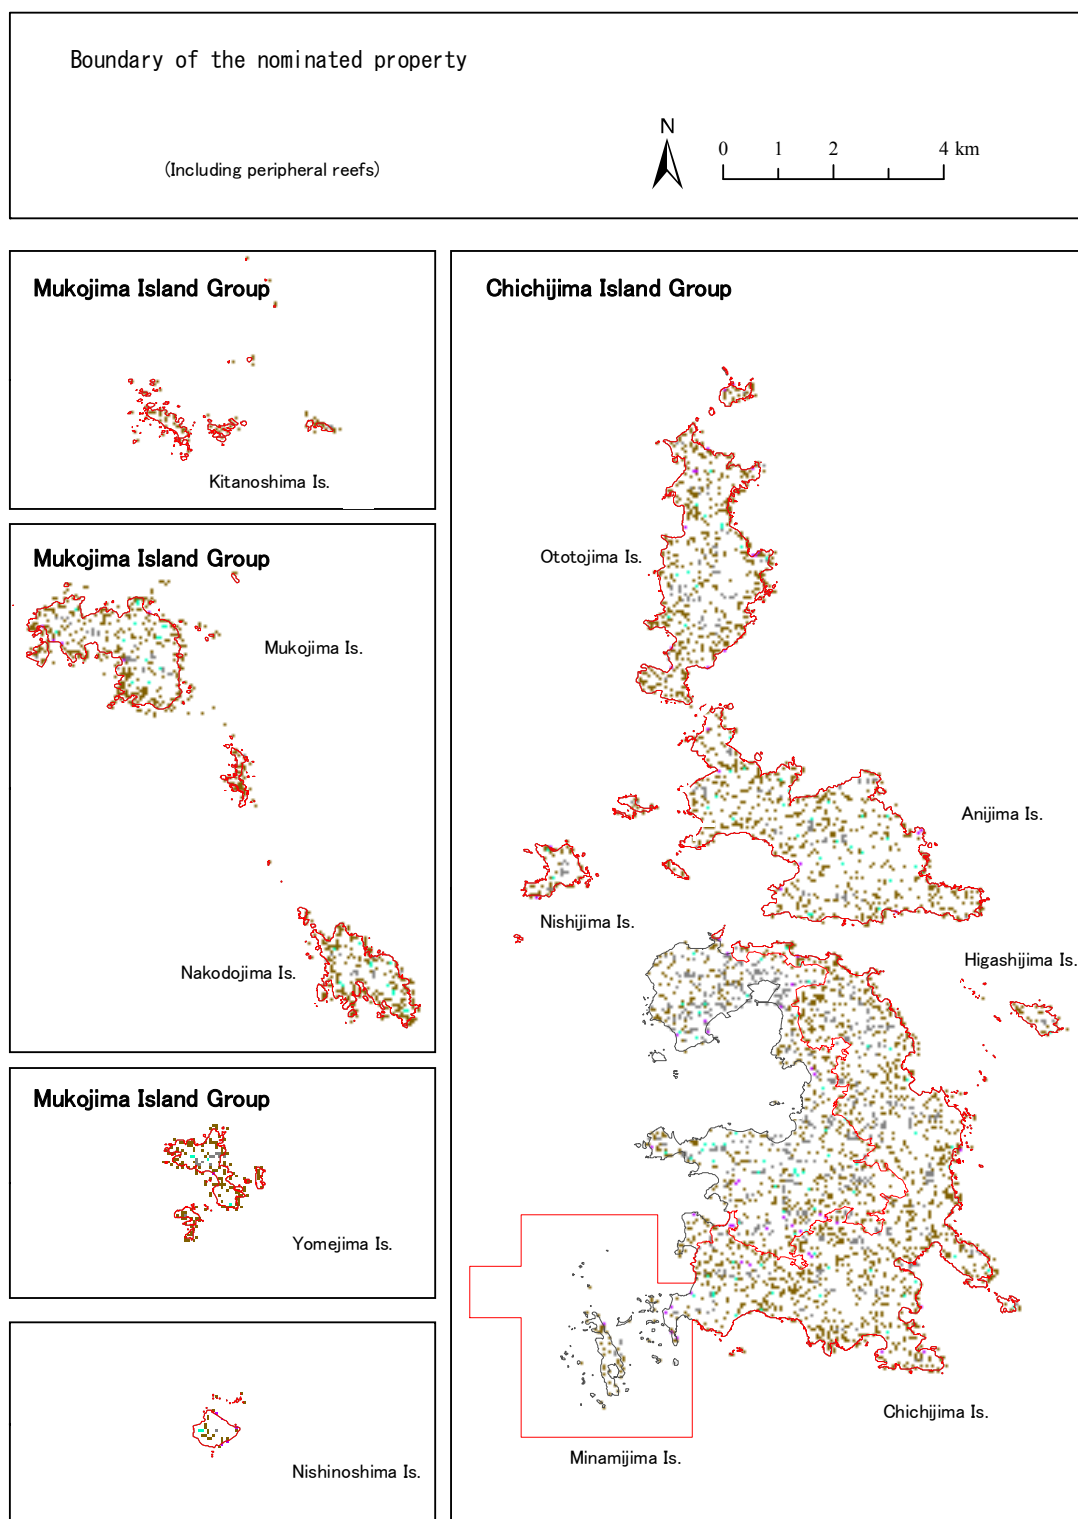 Boundary of the nominated property
(Including peripheral reefs)
N
0 1 2 4 km
Mukojima Island Group
Kitanoshima Is.
Mukojima Island Group
Mukojima Is.
Nakodojima Is.
Mukojima Island Group
Yomejima Is.
Nishinoshima Is.
Chichijima Island Group
Ototojima Is.
Anijima Is.
Nishijima Is.
Higashijima Is.
Chichijima Is.
Minamijima Is.